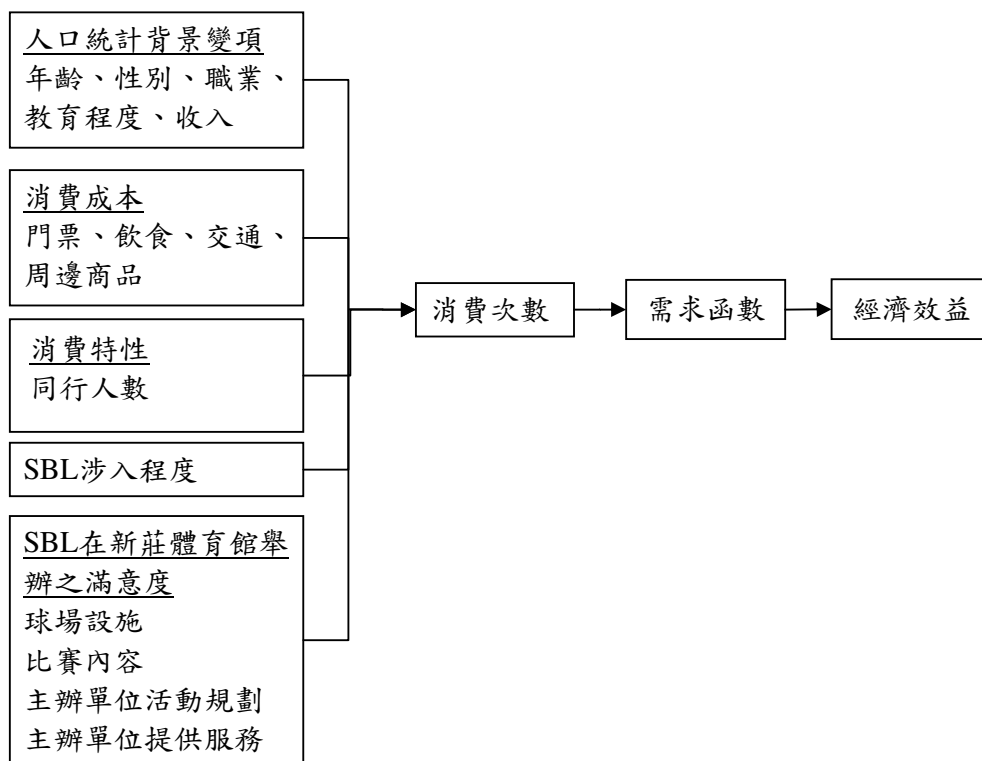 人口統計背景變項
年齡、性別、職業、
教育程度、收入
消費成本
門票、飲食、交通、
周邊商品
消費特性
同行人數
SBL涉入程度
SBL在新莊體育館舉
辦之滿意度
球場設施
比賽內容
主辦單位活動規劃
主辦單位提供服務
消費次數
需求函數
經濟效益